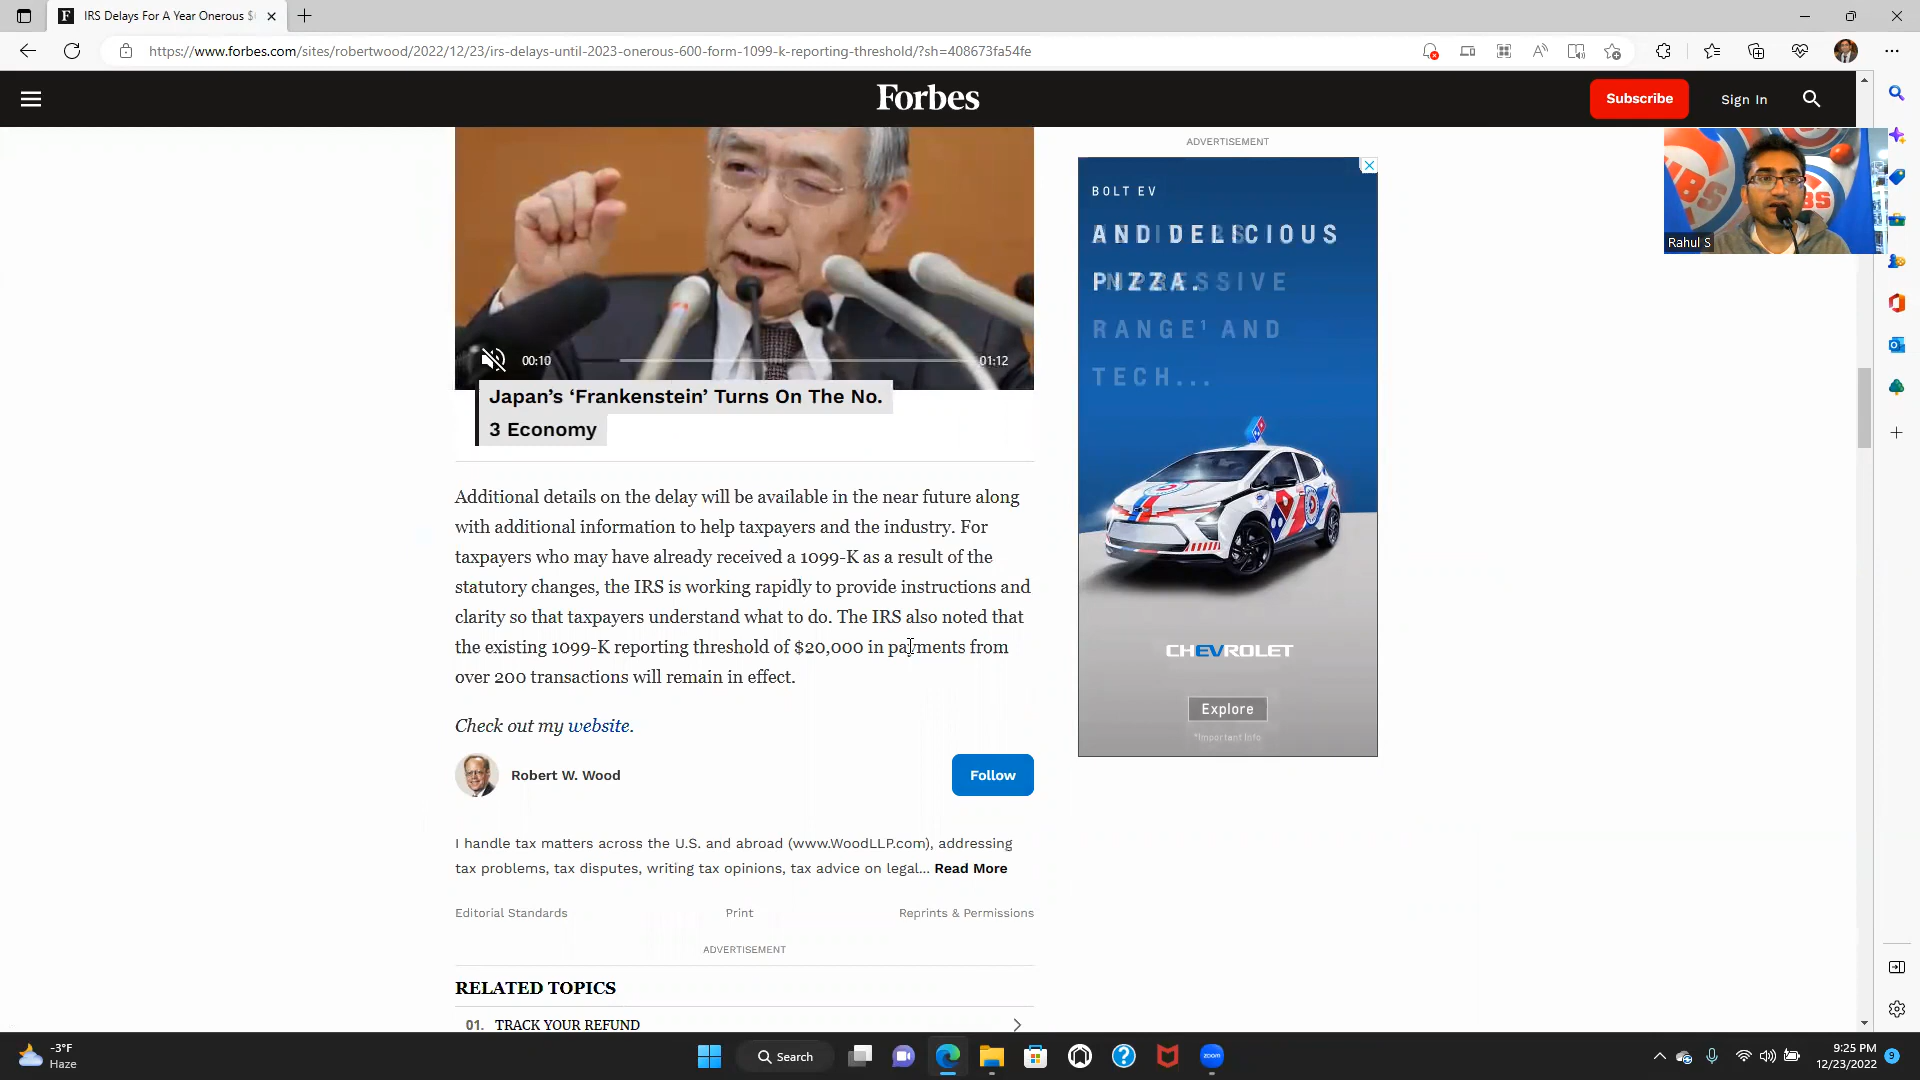 IRS Delays For A Year Onerous $
https://www.forbes.com/sites/robertwood/2022/12/23/irs-delays-until-2023-onerous-600-form-1099-k-reporting-threshold/?sh=408673fa54fe
Forbes
Subscribe
Sign In
00:10
01:12
Japan's ‘Frankenstein’ Turns On The No.
3 Economy
Additional details on the delay will be available in the near future along
with additional information to help taxpayers and the industry. For
taxpayers who may have already received a 1099-K as a result of the
statutory changes, the IRS is working rapidly to provide instructions and
clarity so that taxpayers understand what to do. The IRS also noted that
the existing 1099-K reporting threshold of $20,000 in payments from
over 200 transactions will remain in effect.
Check out my website.
Robert W. Wood
Follow
I handle tax matters across the U.S. and abroad (www.WoodLLP.com), addressing
tax problems, tax disputes, writing tax opinions, tax advice on legal... Read More
Editorial Standards
Print
Reprints & Permissions
ADVERTISEMENT
RELATED TOPICS
01. TRACK YOUR REFUND
ADVERTISEMENT
BOLT EV
AND DELICIOUS
PIZZA.
RANGE¹ AND
TECH...
CHEVROLET
Explore
*Important Info
Rahul S
-3°F
Haze
Search
zoom
9:25 PM
12/23/2022
9